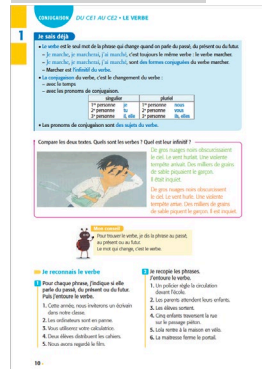 CONJUGAISON DU CE1 AU CE2 • LE VERBE
1
Je sais déjà
• Le verbe est le seul mot de la phrase qui change quand on parle du passé, du présent ou du futur.
– Je marche, je marcherai, j'ai marché, c'est toujours le même verbe : le verbe marcher.
– Je marche, je marcherai, j'ai marché, sont des formes conjuguées du verbe marcher.
– Marcher est l'infinitif du verbe.
• La conjugaison du verbe, c'est le changement du verbe :
– avec le temps
– avec les pronoms de conjugaison.
singulier pluriel
1re personne je 1re personne nous
2e personne tu 2e personne vous
3e personne il, elle 3e personne ils, elles
• Les pronoms de conjugaison sont des sujets du verbe.
? Compare les deux textes. Quels sont les verbes ? Quel est leur infinitif ?
De gros nuages noirs obscurcissaient
le ciel. Le vent hurlait. Une violente
tempête arrivait. Des milliers de grains
de sable piquaient le garçon.
Il était inquiet.
De gros nuages noirs obscurcissent
le ciel. Le vent hurle. Une violente
tempête arrive. Des milliers de grains
de sable piquent le garçon. Il est inquiet.
Mon conseil
Pour trouver le verbe, je dis la phrase au passé,
au présent ou au futur.
Le mot qui change, c'est le verbe.
Je reconnais le verbe
1 Pour chaque phrase, j'indique si elle
parle du passé, du présent ou du futur.
Puis j'entoure le verbe.
1. Cette année, nous inviterons un écrivain
dans notre classe.
2. Les ordinateurs sont en panne.
3. Vous utiliserez votre calculatrice.
4. Deux élèves distribuent les cahiers.
5. Nous avons regardé le film.
2 Je recopie les phrases.
J'entoure le verbe.
1. Un policier règle la circulation
devant l'école.
2. Les parents attendent leurs enfants.
3. Les élèves sortent.
4. Cinq enfants traversent la rue
sur le passage piéton.
5. Lola rentre à la maison en vélo.
6. La maîtresse ferme le portail.
10